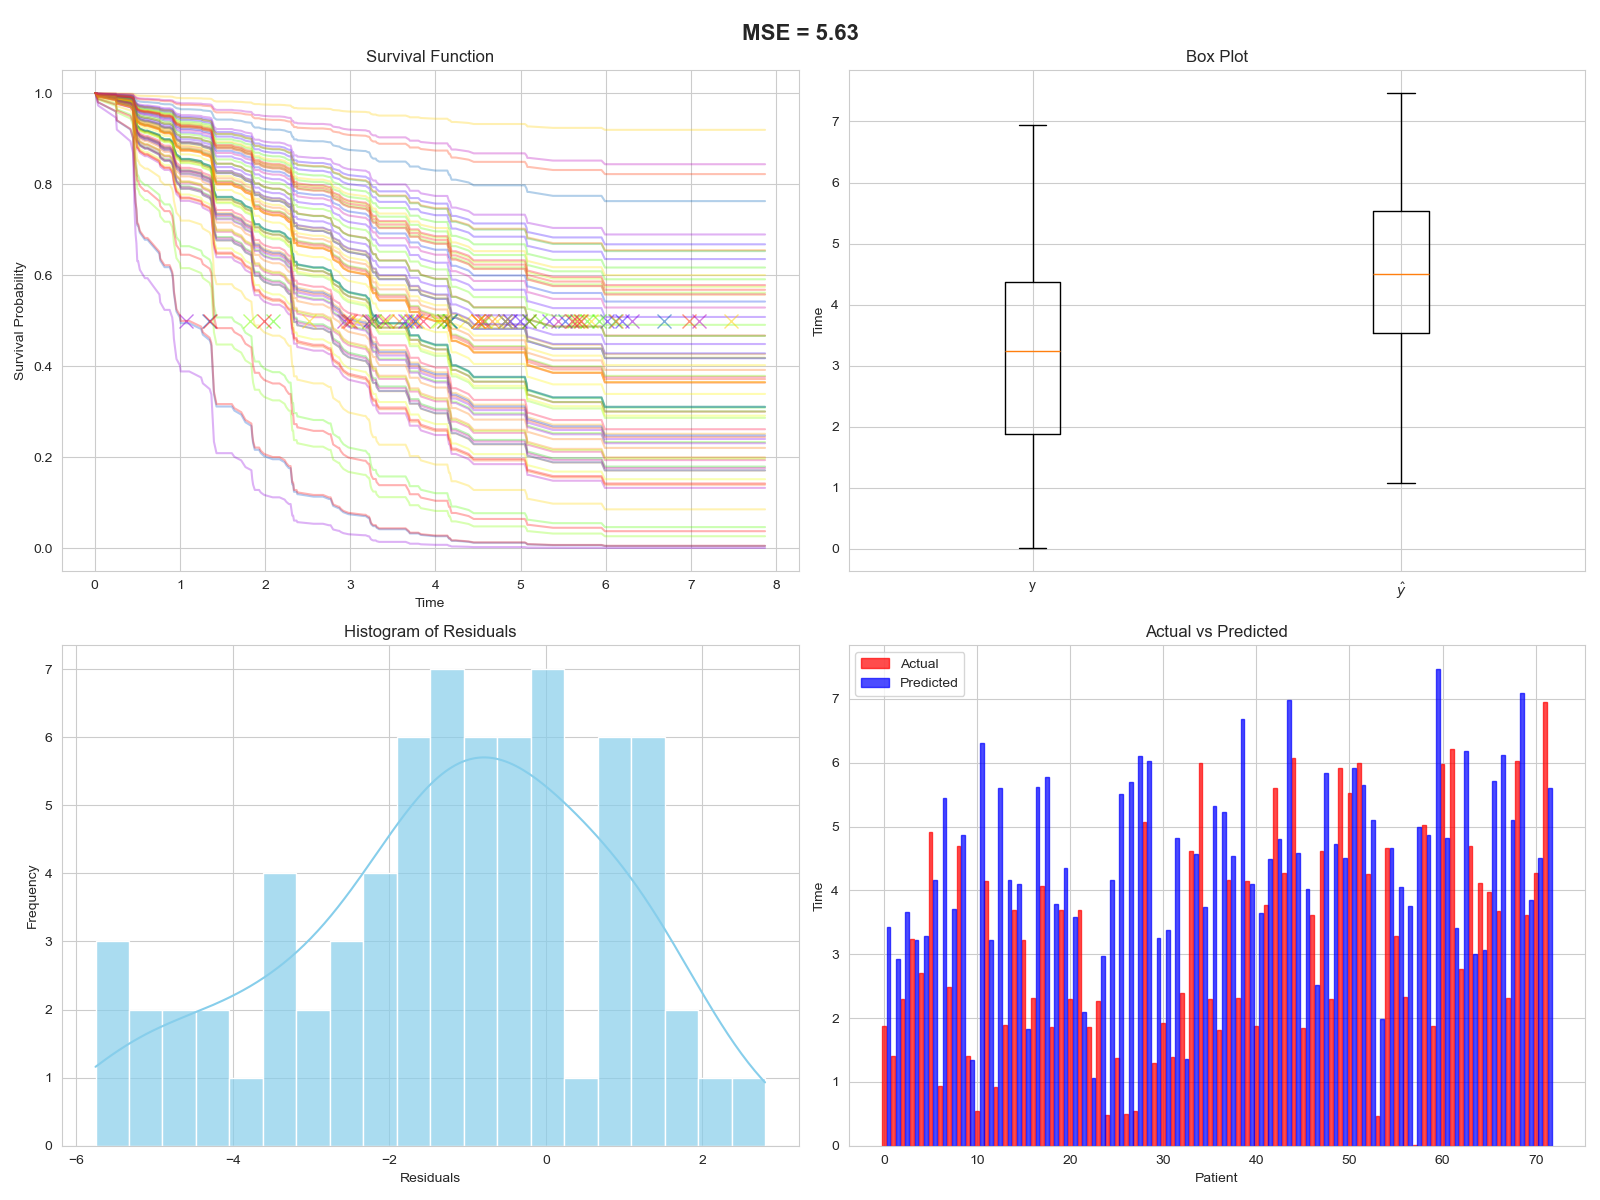 MSE = 5.63
Survival Function
Survival Probability
1.0
0.8
0.6
0.4
0.2
0.0
0 1 2 3 4 5 6 7 8
Time
Box Plot
Time
7
6
5
4
3
2
1
0
y ŷ
Histogram of Residuals
Frequency
7
6
5
4
3
2
1
0
−6 −4 −2 0 2
Residuals
Actual vs Predicted
Actual
Predicted
Time
7
6
5
4
3
2
1
0
0 10 20 30 40 50 60 70
Patient